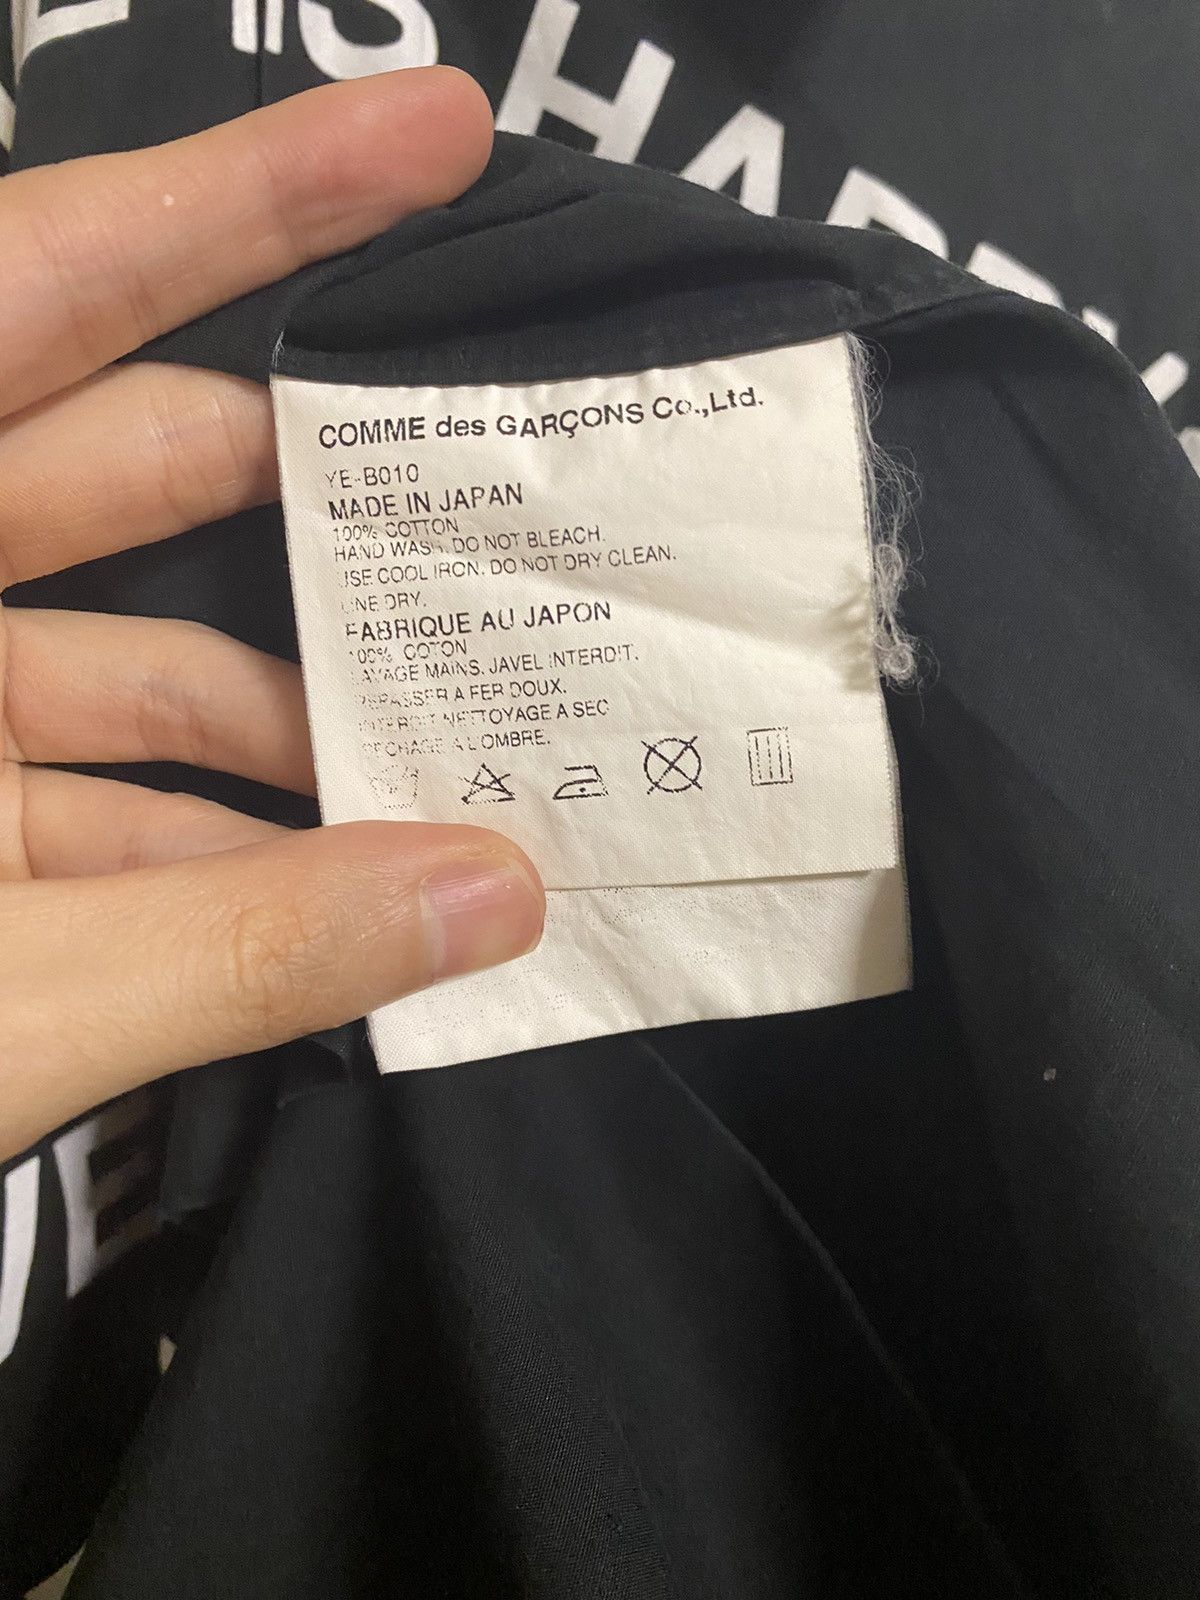 IS HAPPY
COMME des GARÇONS Co.,Ltd.
YE-B010
MADE IN JAPAN
100% COTTON
HAND WASH. DO NOT BLEACH.
USE COOL IRON. DO NOT DRY CLEAN.
LINE DRY.
FABRIQUE AU JAPON
100% COTON
LAVAGE MAINS. JAVEL INTERDIT.
REPASSER A FER DOUX.
INTERDIT NETTOYAGE A SEC
SECHAGE A L'OMBRE.